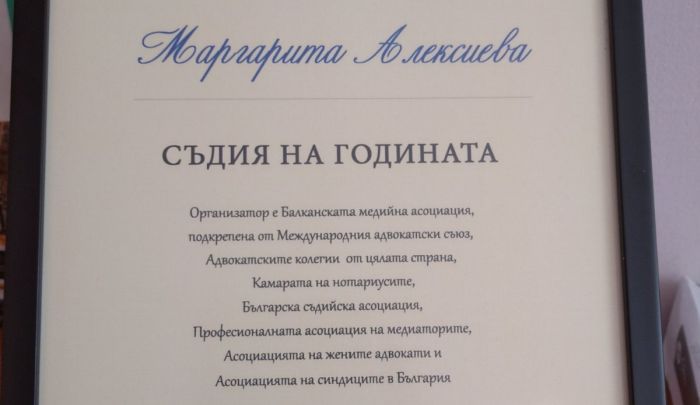 Маргарита Алексиева
СЪДИЯ НА ГОДИНАТА
Организатор е Балканската медийна асоциация,
подкрепена от Международния адвокатски съюз,
Адвокатските колегии от цялата страна,
Камарата на нотариусите,
Българска съдийска асоциация,
Професионалната асоциация на медиаторите,
Асоциацията на жените адвокати и
Асоциацията на синдиците в България